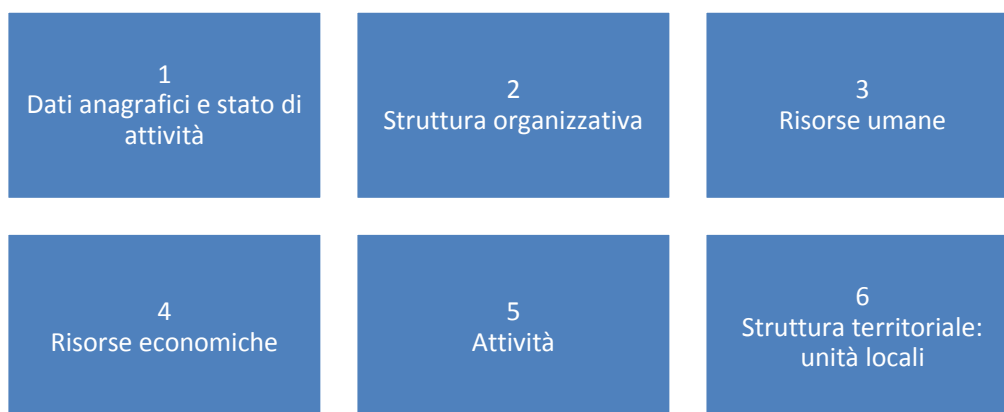 1
Dati anagrafici e stato di
attività
2
Struttura organizzativa
3
Risorse umane
4
Risorse economiche
5
Attività
6
Struttura territoriale:
unità locali